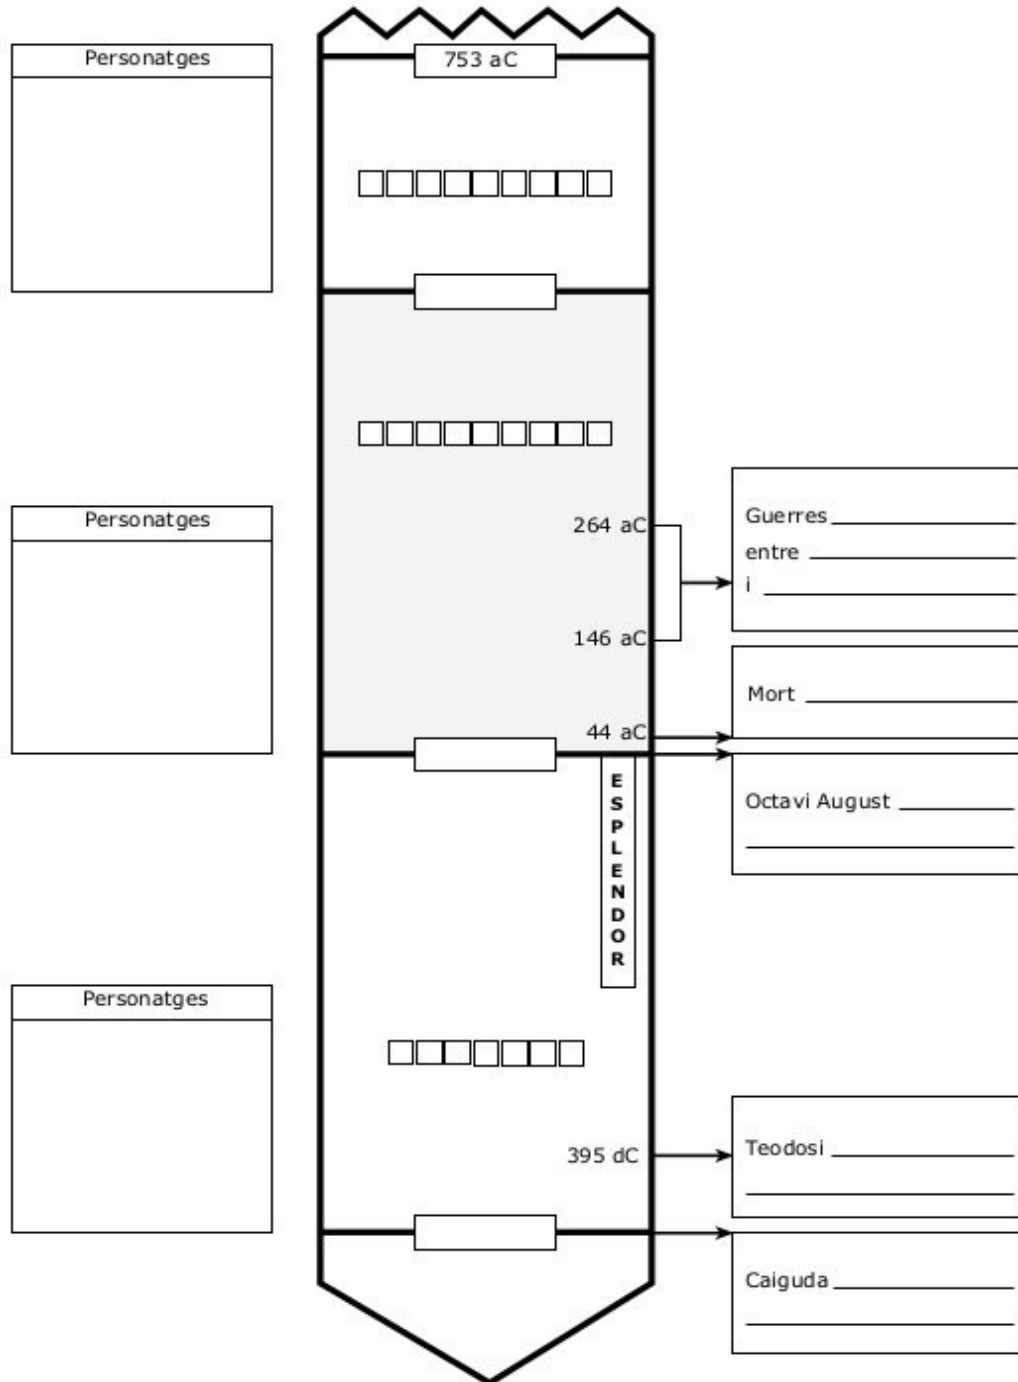 Personatges
753 aC
Personatges
264 aC
146 aC
Guerres
entre
i
44 aC
Mort
ESPLENDOR
Octavi August
Personatges
395 dC
Teodosi
Caiguda